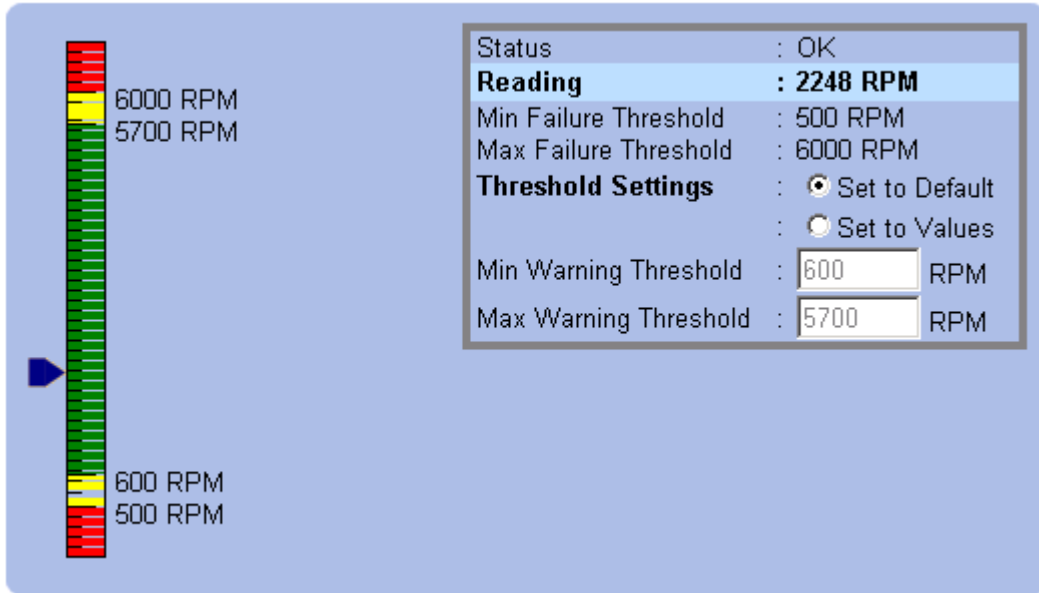 6000 RPM
5700 RPM
600 RPM
500 RPM
Status : OK
Reading : 2248 RPM
Min Failure Threshold : 500 RPM
Max Failure Threshold : 6000 RPM
Threshold Settings : Set to Default
: Set to Values
Min Warning Threshold : 600 RPM
Max Warning Threshold : 5700 RPM